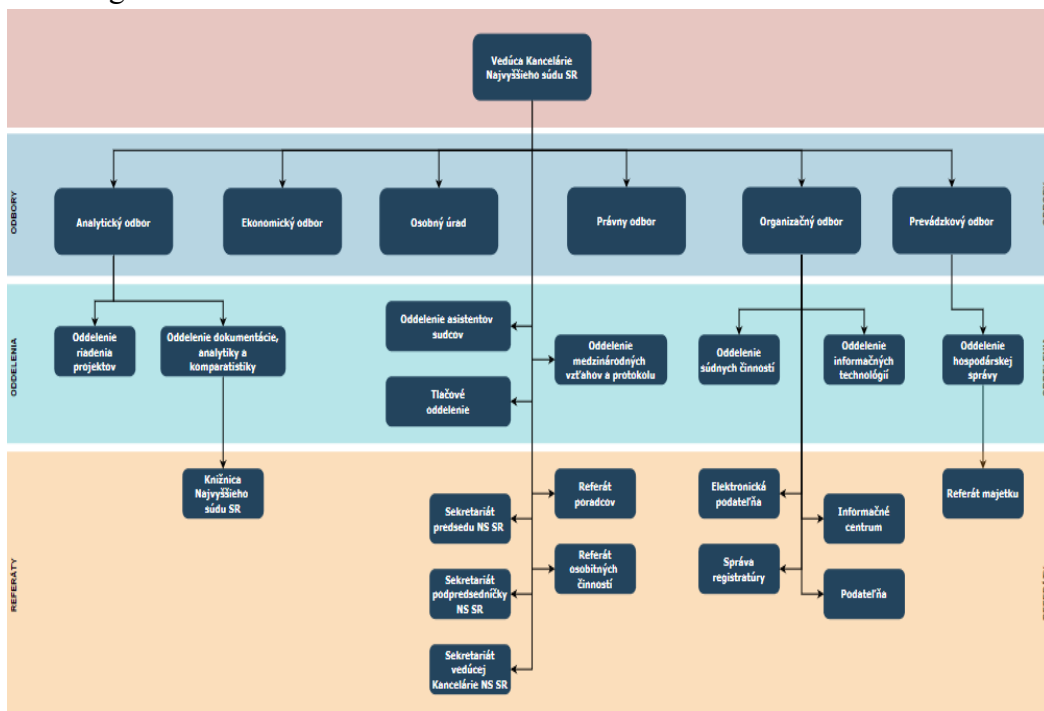 Vedúca Kancelárie
Najvyššieho súdu SR
ODBORY
Analytický odbor
Ekonomický odbor
Osobný úrad
Právny odbor
Organizačný odbor
Prevádzkový odbor
ODDELENIA
Oddelenie
riadenia
projektov
Oddelenie dokumentácie,
analytiky a
komparatistiky
Oddelenie asistentov
sudcov
Tlačové
oddelenie
Oddelenie
medzinárodných
vzťahov a protokolu
Oddelenie
súdnych činností
Oddelenie
informačných
technológií
Oddelenie
hospodárskej
správy
REFERÁTY
Knižnica
Najvyššieho
súdu SR
Sekretariát
predsedu NS SR
Sekretariát
podpredsedníčky
NS SR
Sekretariát
vedúcej
Kancelárie NS SR
Referát
poradcov
Referát
osobitných
činností
Elektronická
podateľňa
Správa
registratúry
Informačné
centrum
Podateľňa
Referát majetku